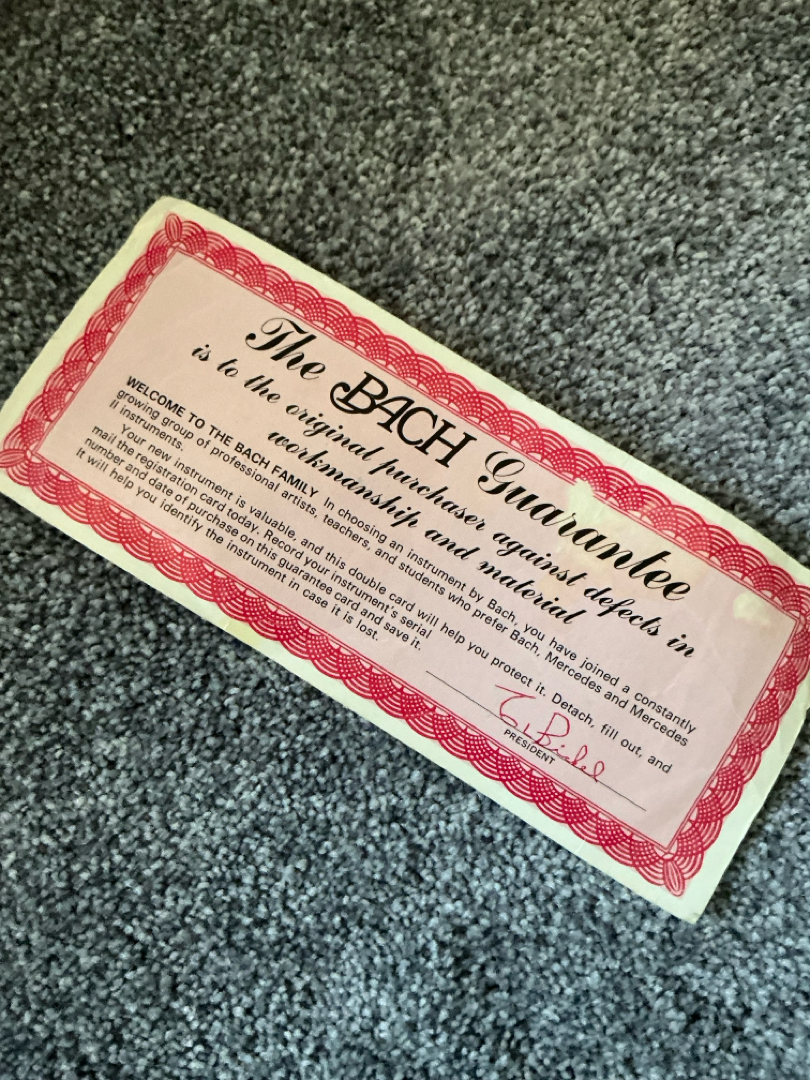 The BACH Guarantee
is to the original purchaser against defects in
workmanship and material
WELCOME TO THE BACH FAMILY In choosing an instrument by Bach, you have joined a constantly
growing group of professional artists, teachers, and students who prefer Bach, Mercedes and Mercedes
II instruments.
Your new instrument is valuable, and this double card will help you protect it. Detach, fill out, and
mail the registration card today. Record your instrument's serial
number and date of purchase on this guarantee card and save it.
It will help you identify the instrument in case it is lost.
PRESIDENT